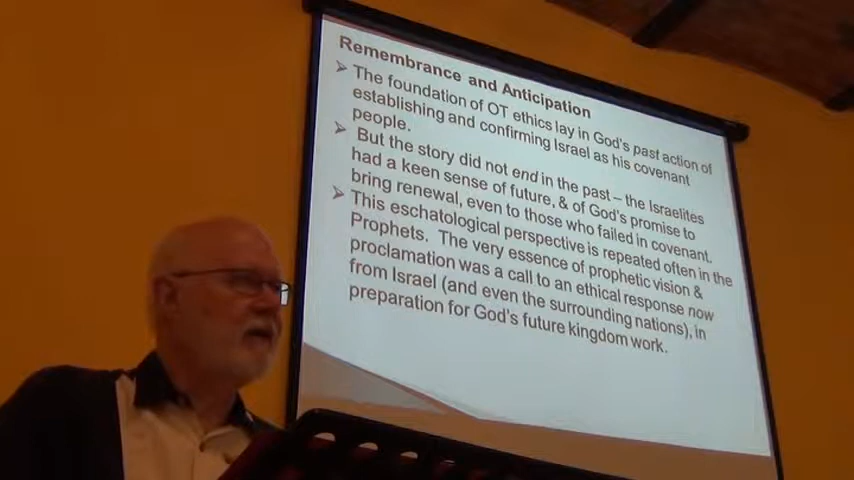 Remembrance and Anticipation
➢ The foundation of OT ethics lay in God's past action of
establishing and confirming Israel as his covenant
people.
➢ But the story did not end in the past – the Israelites
had a keen sense of future, & of God's promise to
bring renewal, even to those who failed in covenant.
➢ This eschatological perspective is repeated often in the
Prophets. The very essence of prophetic vision &
proclamation was a call to an ethical response now
from Israel (and even the surrounding nations), in
preparation for God's future kingdom work.